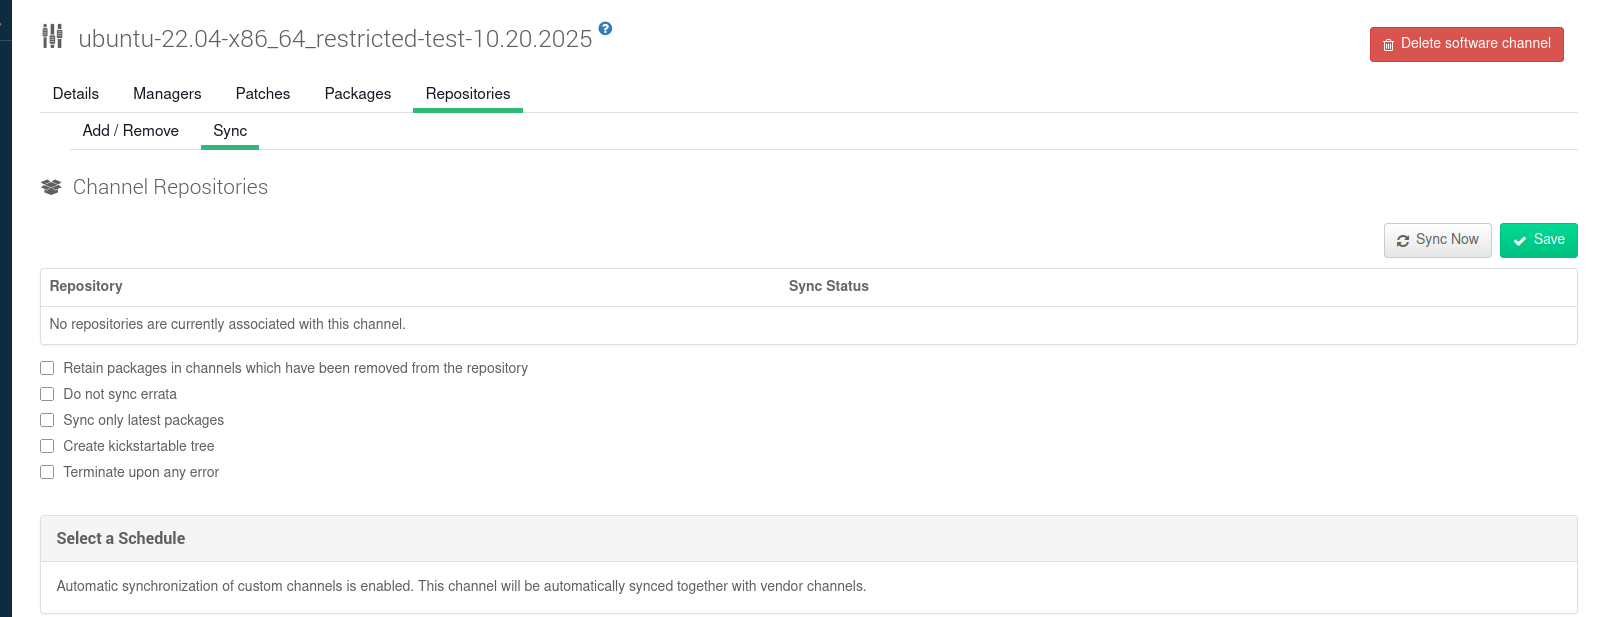 ubuntu-22.04-x86_64_restricted-test-10.20.2025 ?
Delete software channel
Details Managers Patches Packages Repositories
Add / Remove Sync
Channel Repositories
Sync Now Save
Repository Sync Status
No repositories are currently associated with this channel.
Retain packages in channels which have been removed from the repository
Do not sync errata
Sync only latest packages
Create kickstartable tree
Terminate upon any error
Select a Schedule
Automatic synchronization of custom channels is enabled. This channel will be automatically synced together with vendor channels.